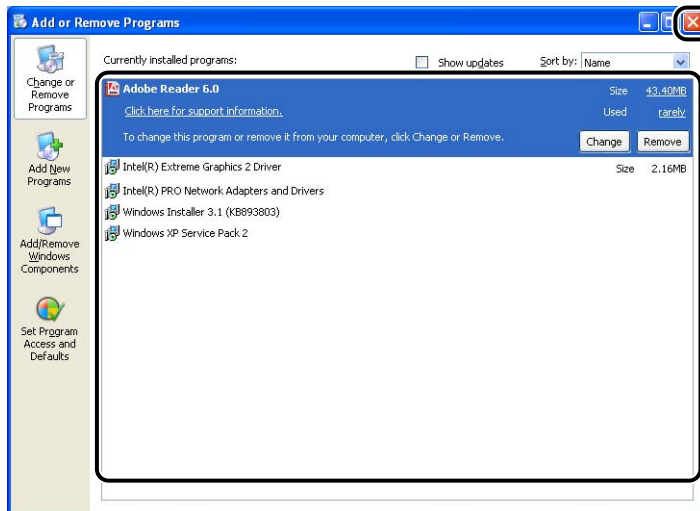 Add or Remove Programs
Currently installed programs:
Show updates
Sort by: Name
Change or
Remove
Programs
Adobe Reader 6.0
Size 43.40MB
Click here for support information.
Used rarely
To change this program or remove it from your computer, click Change or Remove.
Change Remove
Add New
Programs
Intel(R) Extreme Graphics 2 Driver
Size 2.16MB
Intel(R) PRO Network Adapters and Drivers
Windows Installer 3.1 (KB893803)
Windows XP Service Pack 2
Add/Remove
Windows
Components
Set Program
Access and
Defaults